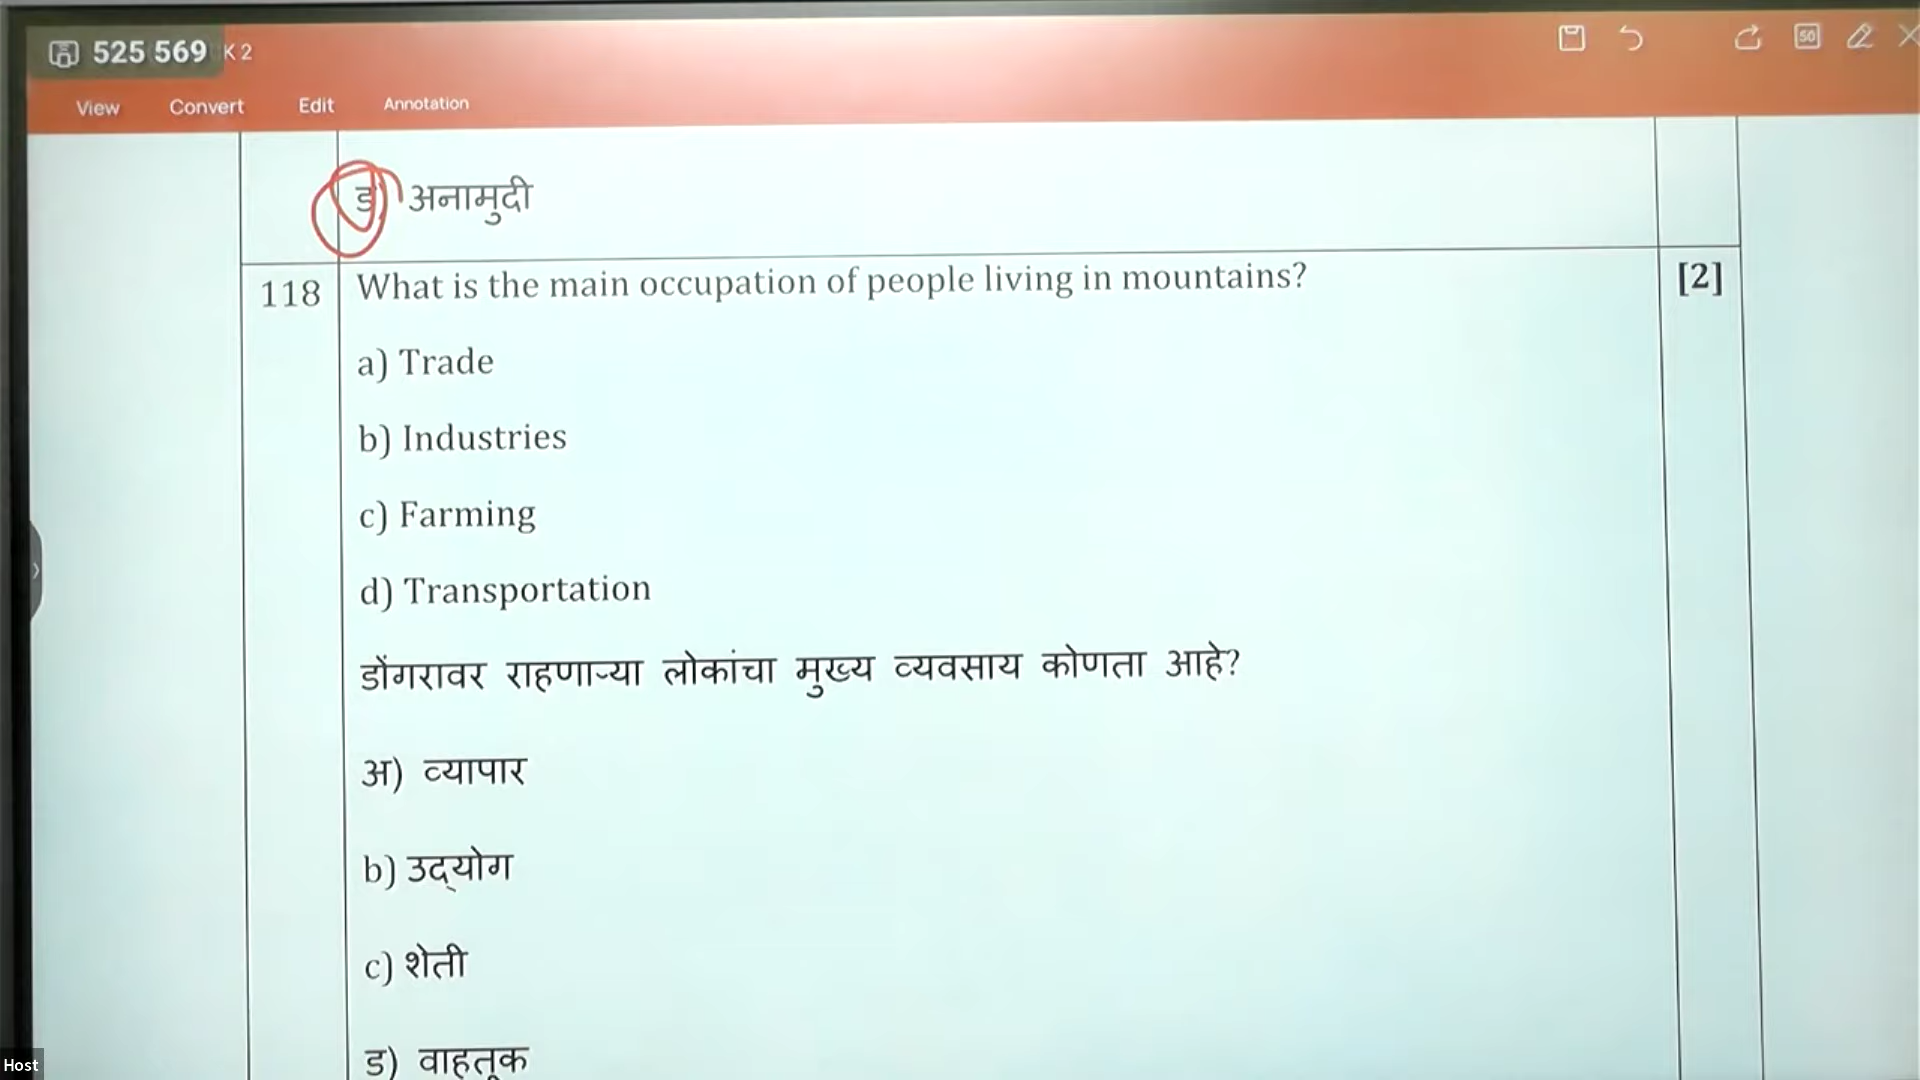 525 569 K 2
View Convert Edit Annotation
ड) अनामुदी
118 What is the main occupation of people living in mountains? [2]
a) Trade
b) Industries
c) Farming
d) Transportation
डोंगरावर राहणाऱ्या लोकांचा मुख्य व्यवसाय कोणता आहे?
अ) व्यापार
b) उद्‌योग
c) शेती
ड) वाहतूक
Host